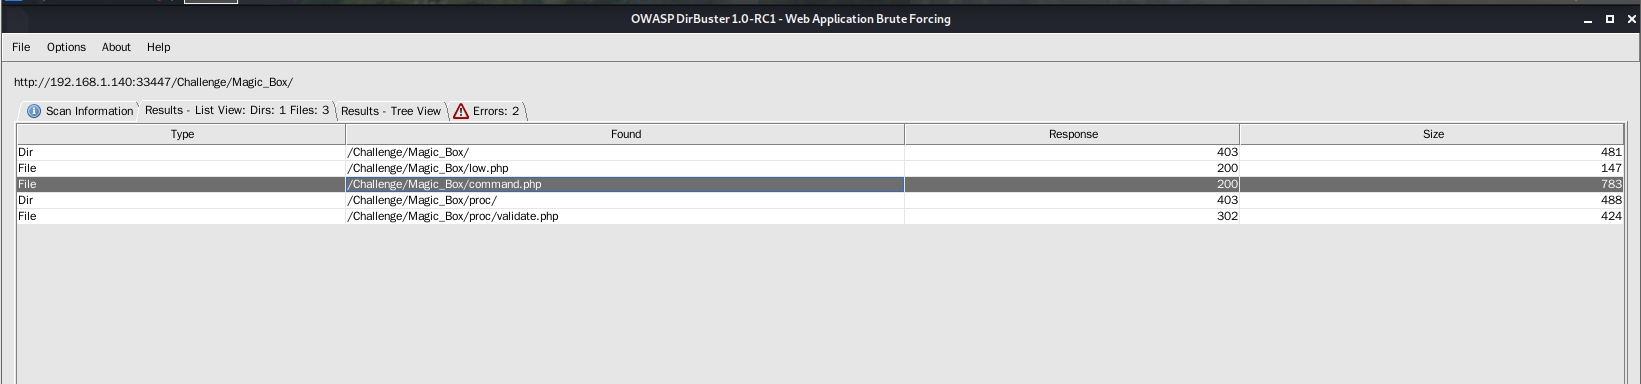 OWASP DirBuster 1.0-RC1 - Web Application Brute Forcing
File Options About Help
http://192.168.1.140:33447/Challenge/Magic_Box/
Scan Information Results - List View: Dirs: 1 Files: 3 Results - Tree View Errors: 2
Type Found Response Size
Dir /Challenge/Magic_Box/ 403 481
File /Challenge/Magic_Box/low.php 200 147
File /Challenge/Magic_Box/command.php 200 783
Dir /Challenge/Magic_Box/proc/ 403 488
File /Challenge/Magic_Box/proc/validate.php 302 424